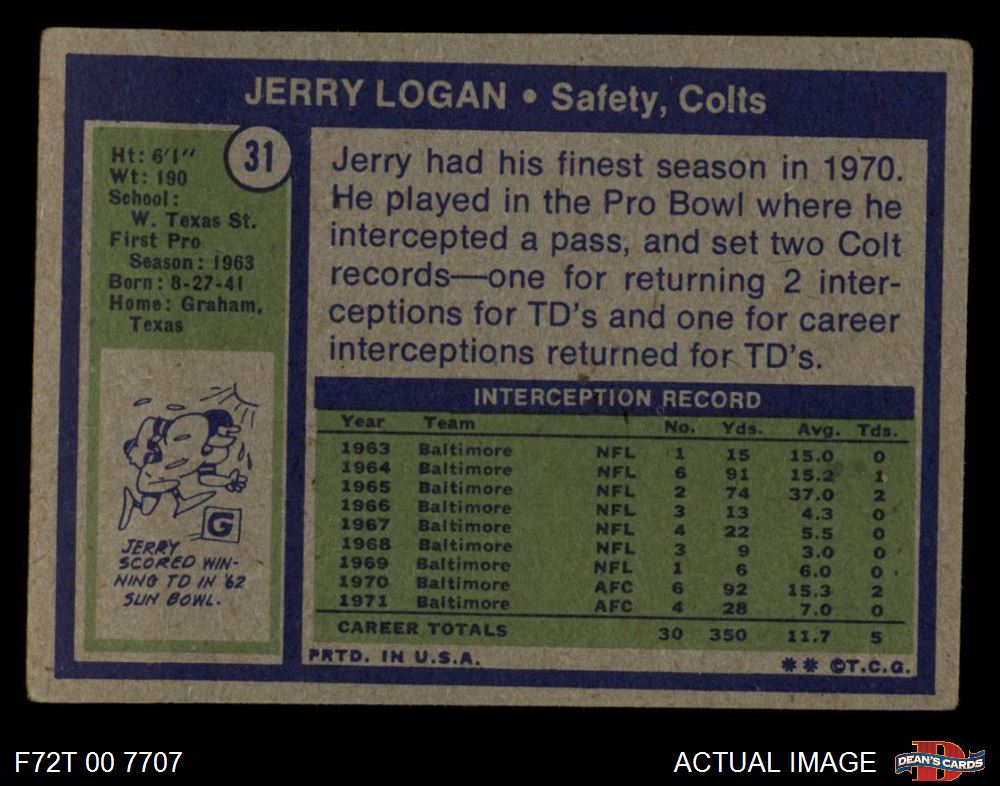 JERRY LOGAN • Safety, Colts
31
Ht: 6'1"
Wt: 190
School:
W. Texas St.
First Pro
Season: 1963
Born: 8-27-41
Home: Graham,
Texas
G
JERRY
SCORED WIN-
NING TD IN '62
SUN BOWL.
Jerry had his finest season in 1970.
He played in the Pro Bowl where he
intercepted a pass, and set two Colt
records—one for returning 2 inter-
ceptions for TD's and one for career
interceptions returned for TD's.
INTERCEPTION RECORD
Year Team No. Yds. Avg. Tds.
1963 Baltimore NFL 1 15 15.0 0
1964 Baltimore NFL 6 91 15.2 1
1965 Baltimore NFL 2 74 37.0 2
1966 Baltimore NFL 3 13 4.3 0
1967 Baltimore NFL 4 22 5.5 0
1968 Baltimore NFL 3 9 3.0 0
1969 Baltimore NFL 1 6 6.0 0
1970 Baltimore AFC 6 92 15.3 2
1971 Baltimore AFC 4 28 7.0 0
CAREER TOTALS 30 350 11.7 5
PRTD. IN U.S.A. ** ©T.C.G.
F72T 00 7707 ACTUAL IMAGE D DEAN'S CARDS